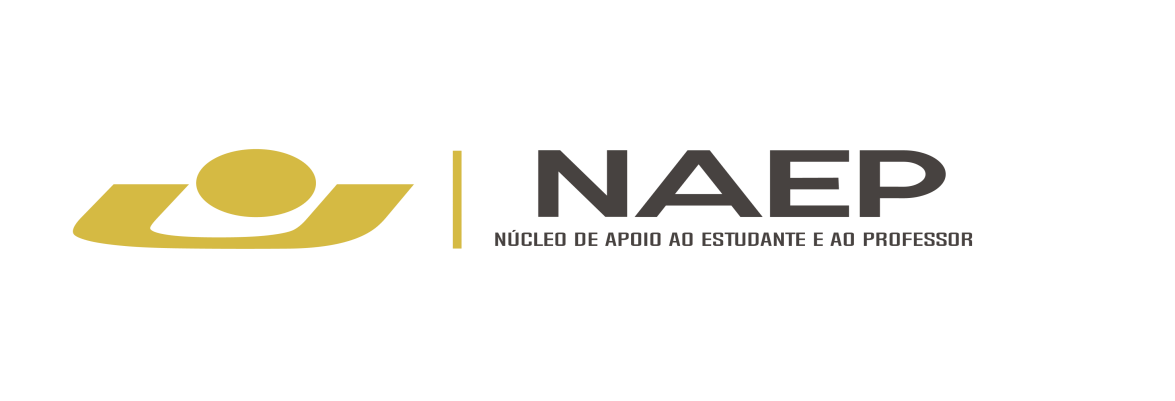 NAEP
NÚCLEO DE APOIO AO ESTUDANTE E AO PROFESSOR